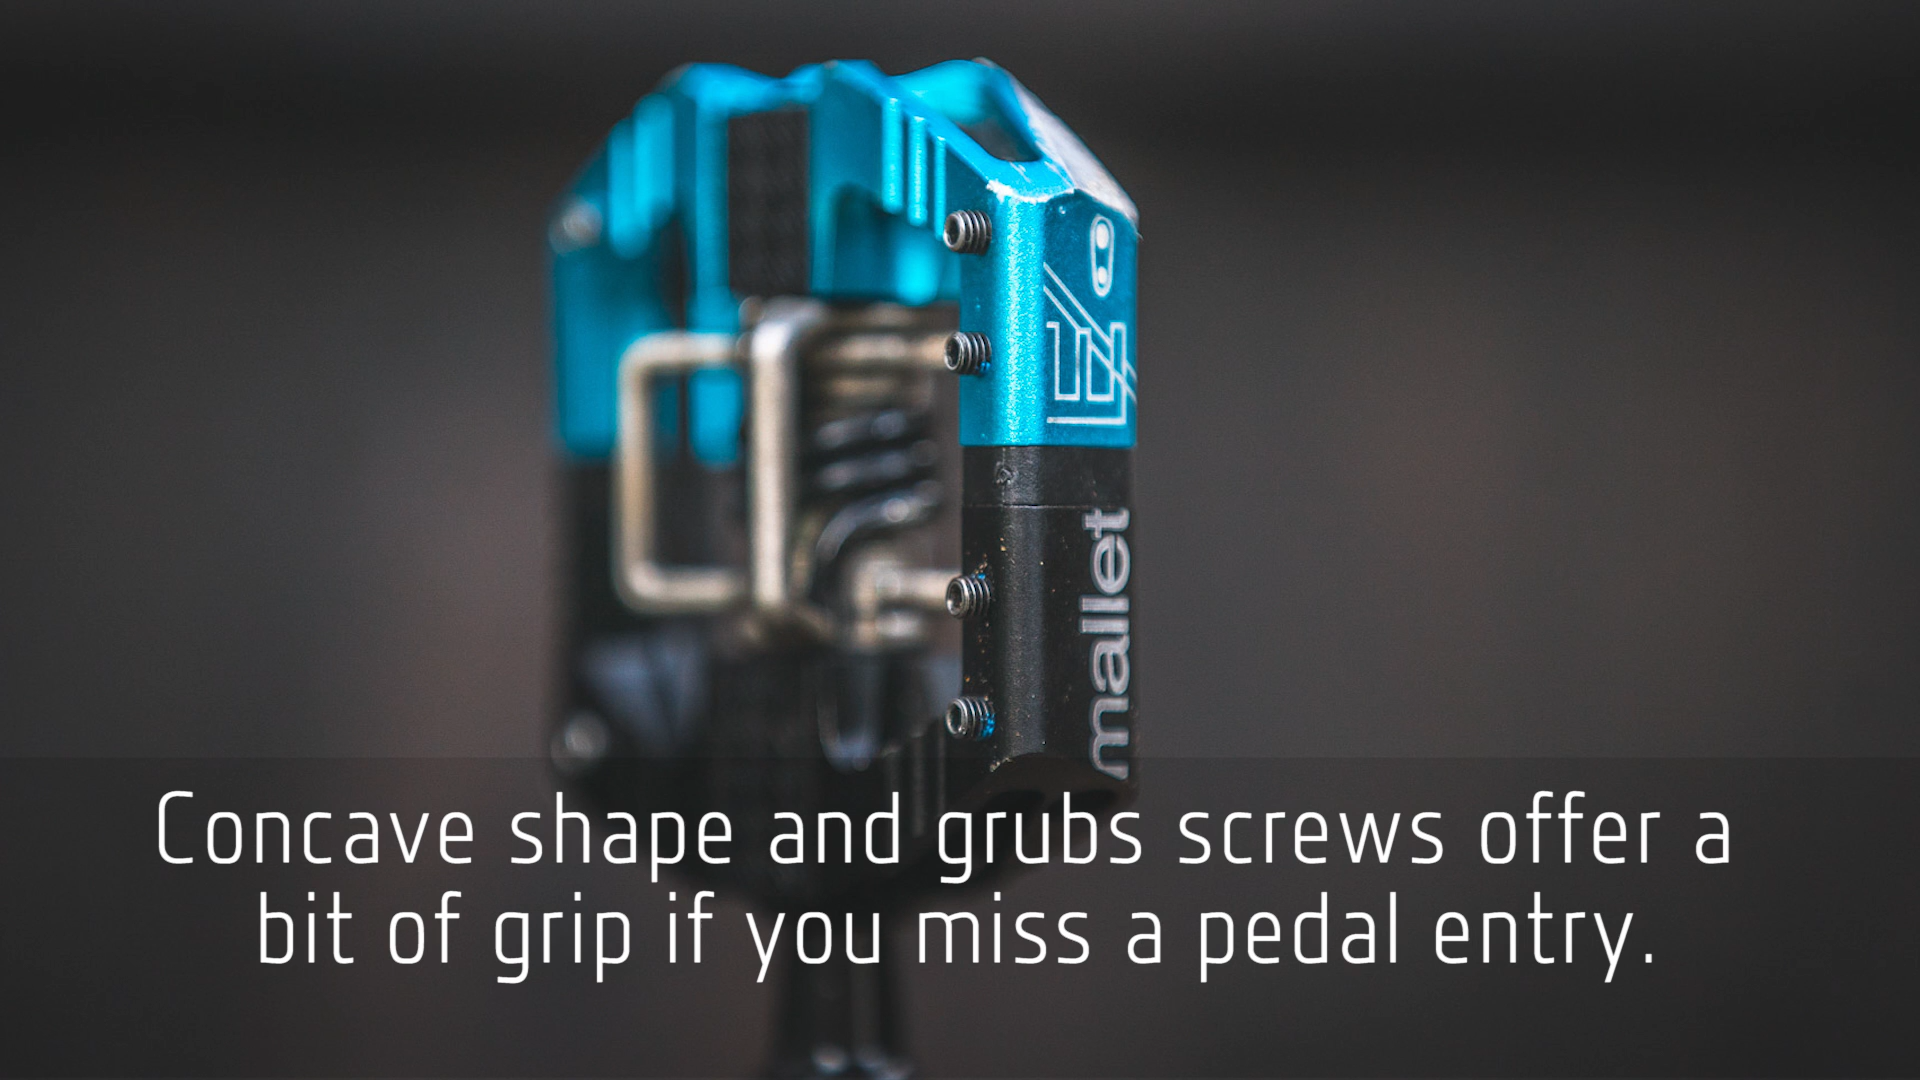 mallet
Concave shape and grubs screws offer a
bit of grip if you miss a pedal entry.